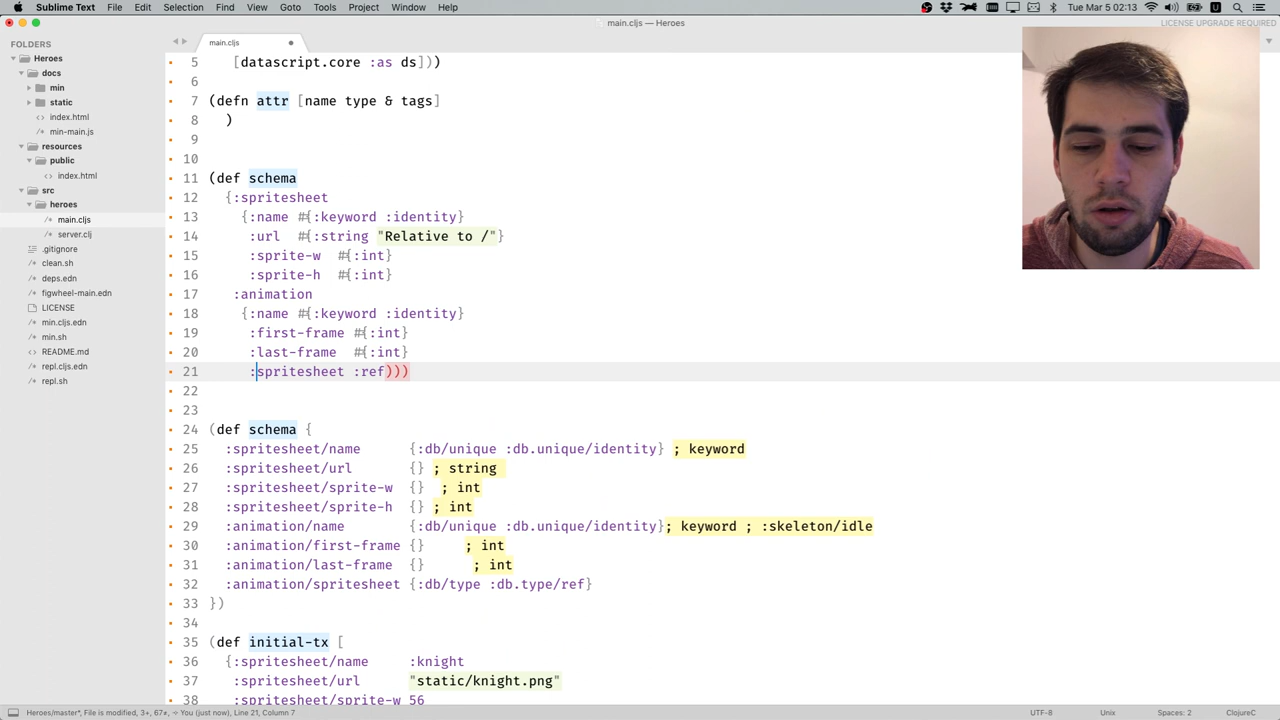 Sublime Text File Edit Selection Find View Goto Tools Project Window Help Tue Mar 5 02:13
main.cljs — Heroes
LICENSE UPGRADE REQUIRED
FOLDERS
Heroes
docs
min
static
index.html
min-main.js
resources
public
index.html
src
heroes
main.cljs
server.clj
.gitignore
clean.sh
deps.edn
figwheel-main.edn
LICENSE
min.cljs.edn
min.sh
README.md
repl.cljs.edn
repl.sh
main.cljs
5 [datascript.core :as ds]))
6
7 (defn attr [name type & tags]
8 )
9
10
11 (def schema
12 {:spritesheet
13 {:name #{:keyword :identity}
14 :url #{:string "Relative to /"}
15 :sprite-w #{:int}
16 :sprite-h #{:int}
17 :animation
18 {:name #{:keyword :identity}
19 :first-frame #{:int}
20 :last-frame #{:int}
21 :spritesheet :ref)))
22
23
24 (def schema {
25 :spritesheet/name {:db/unique :db.unique/identity} ; keyword
26 :spritesheet/url {} ; string
27 :spritesheet/sprite-w {} ; int
28 :spritesheet/sprite-h {} ; int
29 :animation/name {:db/unique :db.unique/identity}; keyword ; :skeleton/idle
30 :animation/first-frame {} ; int
31 :animation/last-frame {} ; int
32 :animation/spritesheet {:db/type :db.type/ref}
33 })
34
35 (def initial-tx [
36 {:spritesheet/name :knight
37 :spritesheet/url "static/knight.png"
38 :spritesheet/sprite-w 56
Heroes/master*, File is modified, 3+, 67≠, You (just now), Line 21, Column 7
UTF-8 Unix Spaces: 2 ClojureC